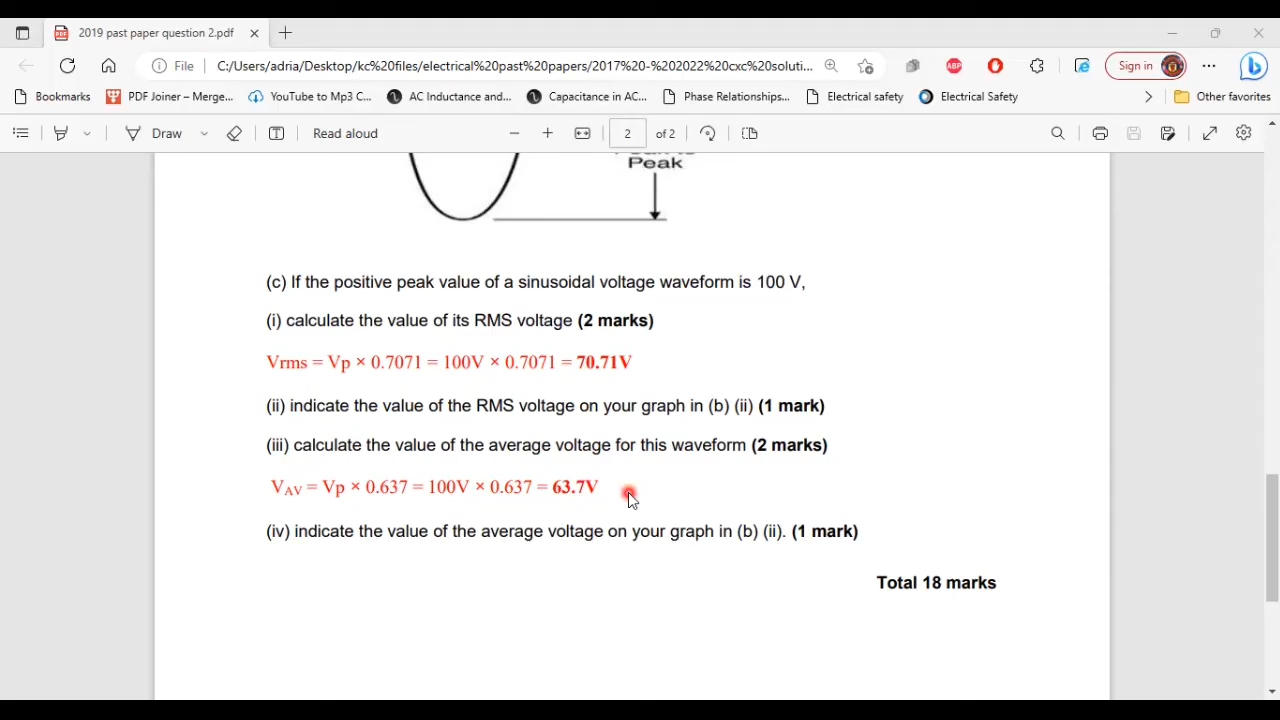 2019 past paper question 2.pdf
File C:/Users/adria/Desktop/kc%20files/electrical%20past%20papers/2017%20-%202022%20cxc%20soluti... Sign in
Bookmarks PDF Joiner – Merge... YouTube to Mp3 C... AC Inductance and... Capacitance in AC... Phase Relationships... Electrical safety Electrical Safety Other favorites
Draw Read aloud 2 of 2
Peak
(c) If the positive peak value of a sinusoidal voltage waveform is 100 V,
(i) calculate the value of its RMS voltage (2 marks)
Vrms = Vp × 0.7071 = 100V × 0.7071 = 70.71V
(ii) indicate the value of the RMS voltage on your graph in (b) (ii) (1 mark)
(iii) calculate the value of the average voltage for this waveform (2 marks)
VAV = Vp × 0.637 = 100V × 0.637 = 63.7V
(iv) indicate the value of the average voltage on your graph in (b) (ii). (1 mark)
Total 18 marks